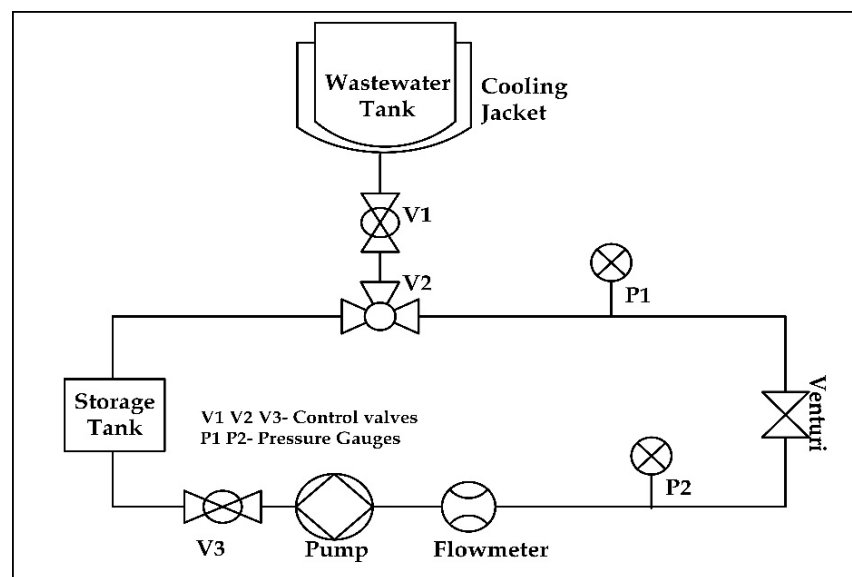 Wastewater
Tank
Cooling
Jacket
V1
V2
P1
Venturi
Storage
Tank
V1 V2 V3- Control valves
P1 P2- Pressure Gauges
P2
V3
Pump
Flowmeter